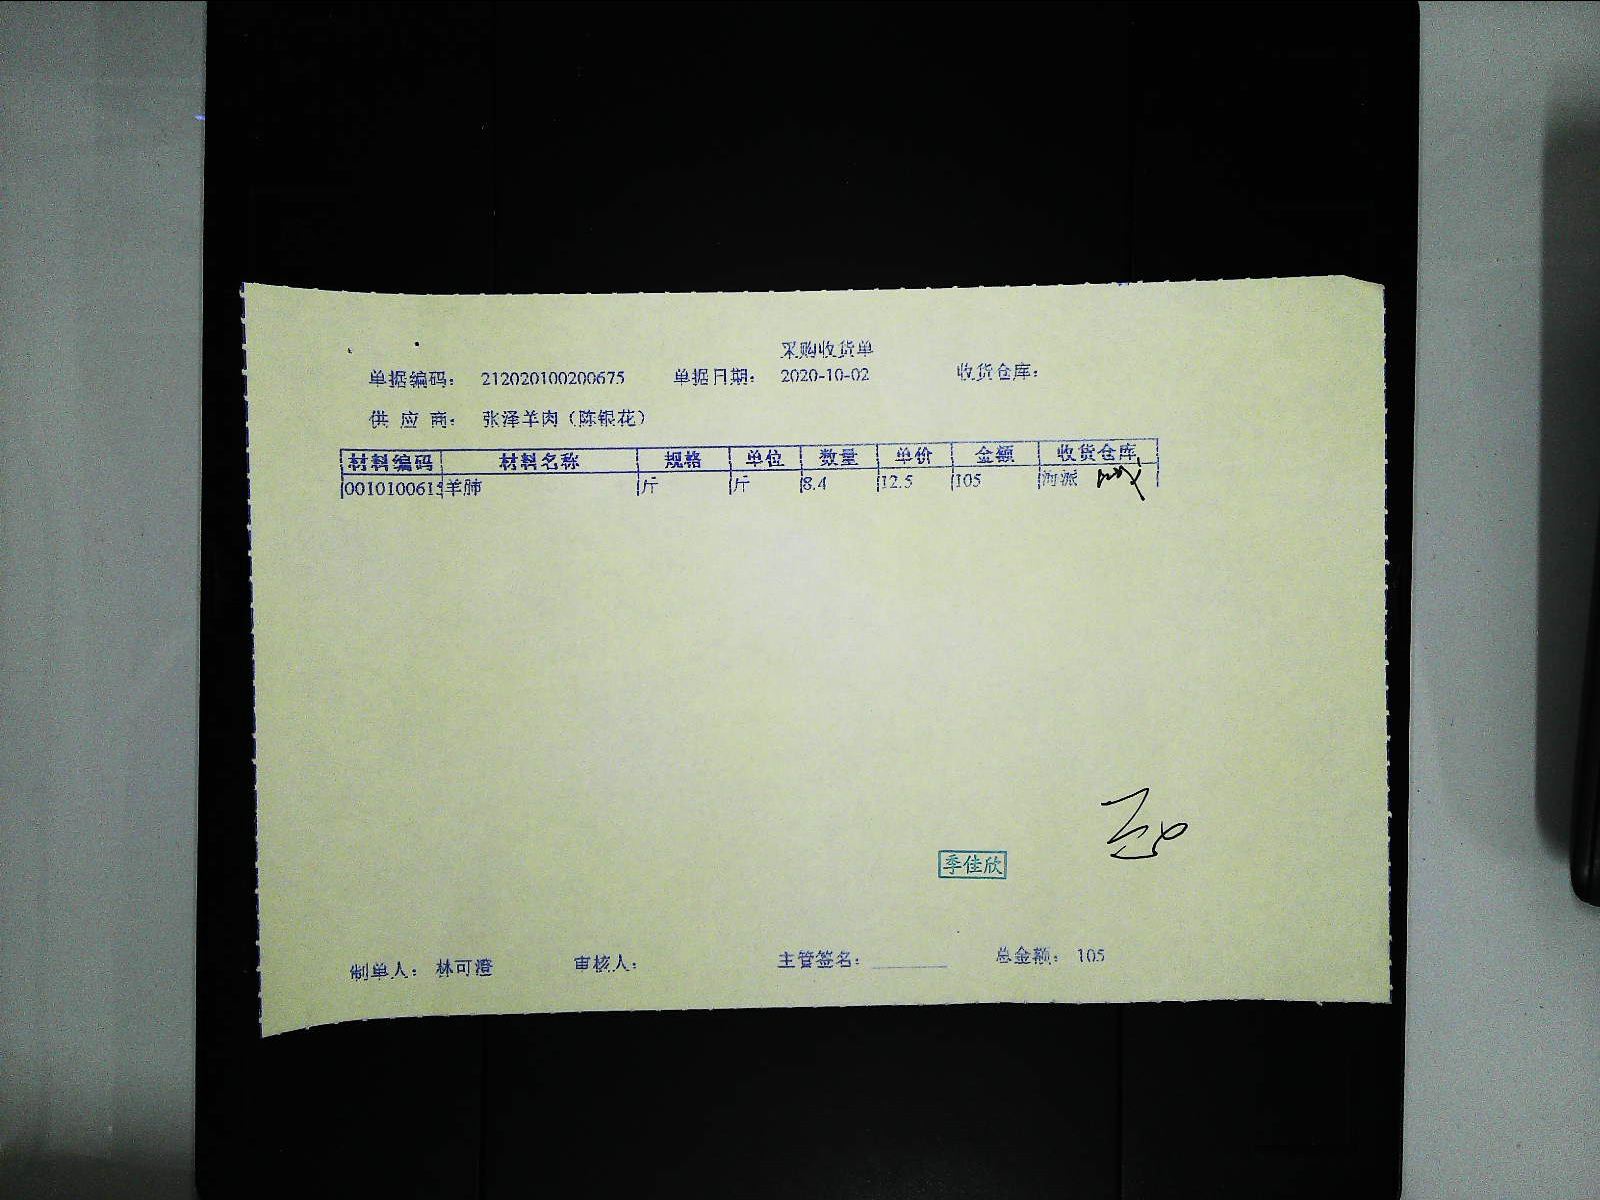 采购收货单
单据编码： 212020100200675 单据日期： 2020-10-02 收货仓库：
供 应 商： 张泽羊肉（陈银花）
材料编码 材料名称 规格 单位 数量 单价 金额 收货仓库
0010100615 羊肺 斤 斤 8.4 12.5 105 海派
季佳欣
制单人： 林可澄 审核人： 主管签名： 总金额： 105